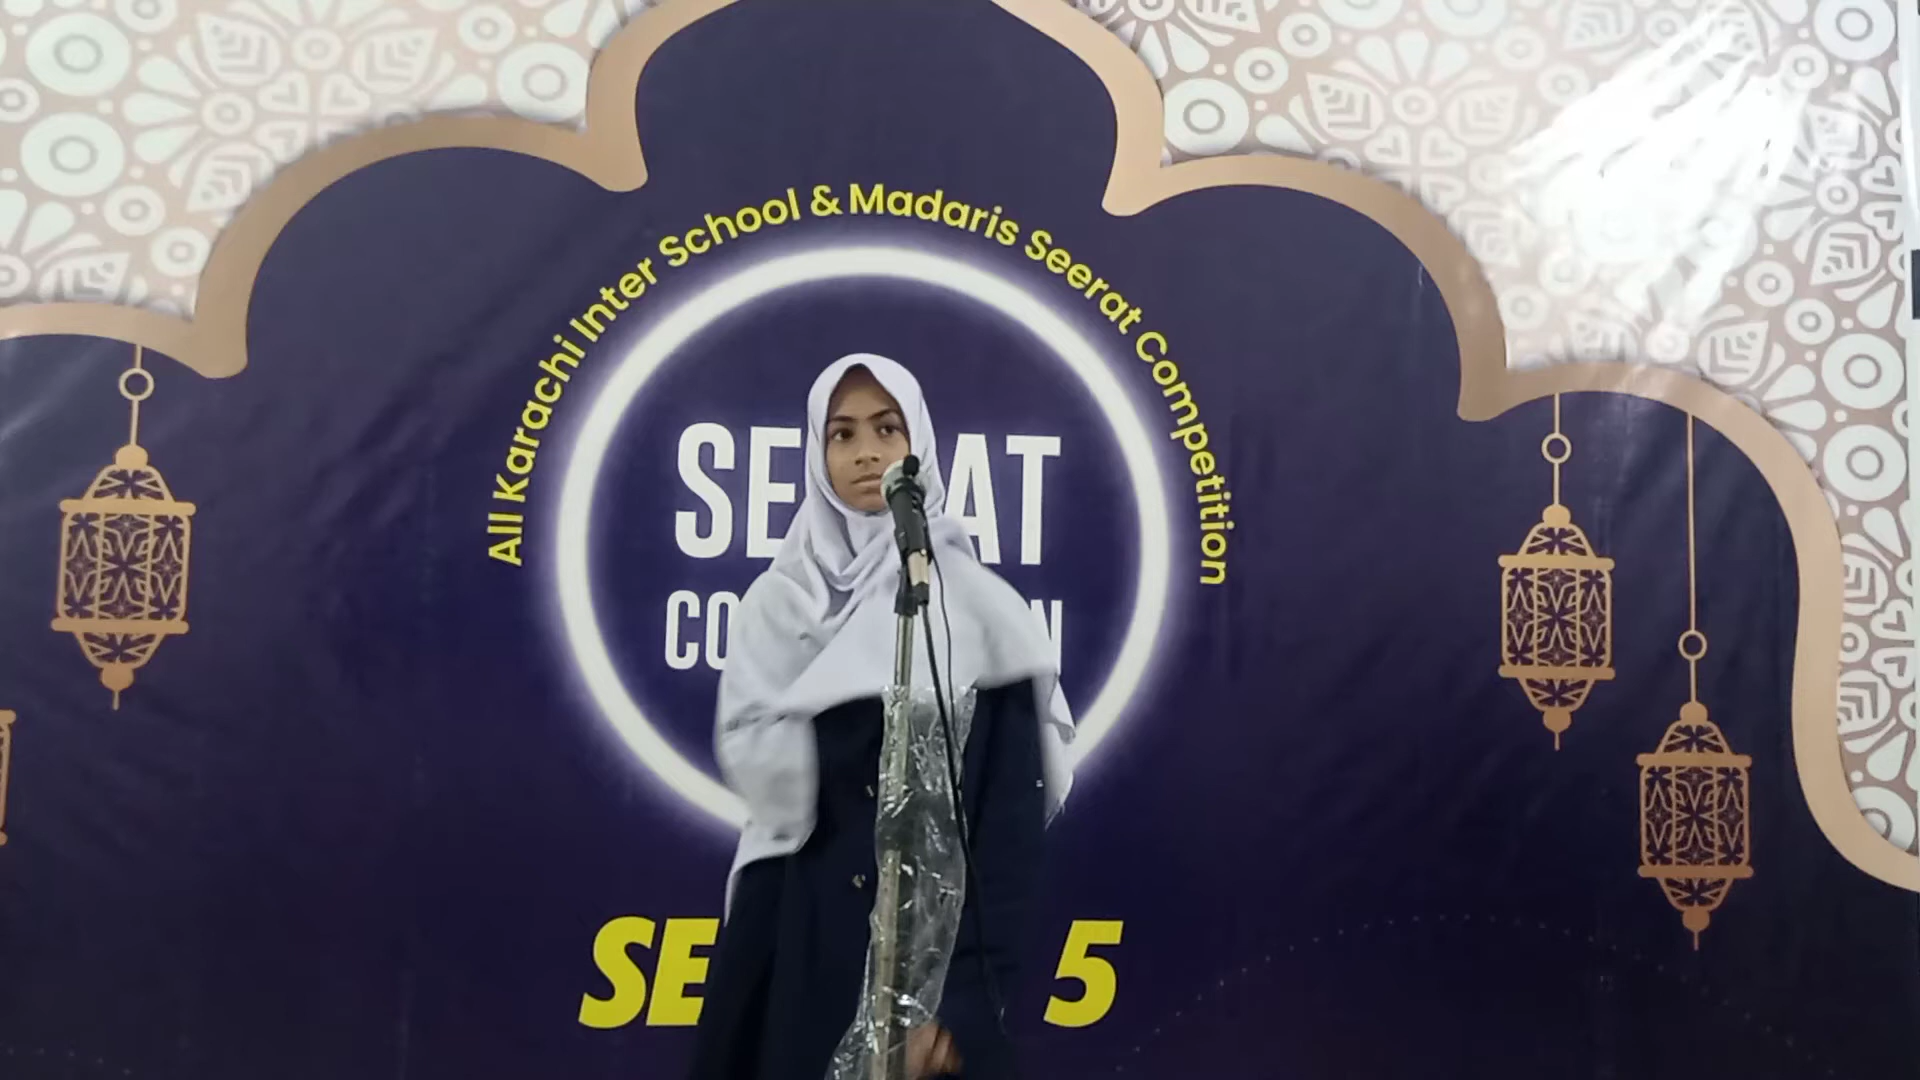 All Karachi Inter School & Madaris Seerat Competition
SE AT
CO N
SE 5